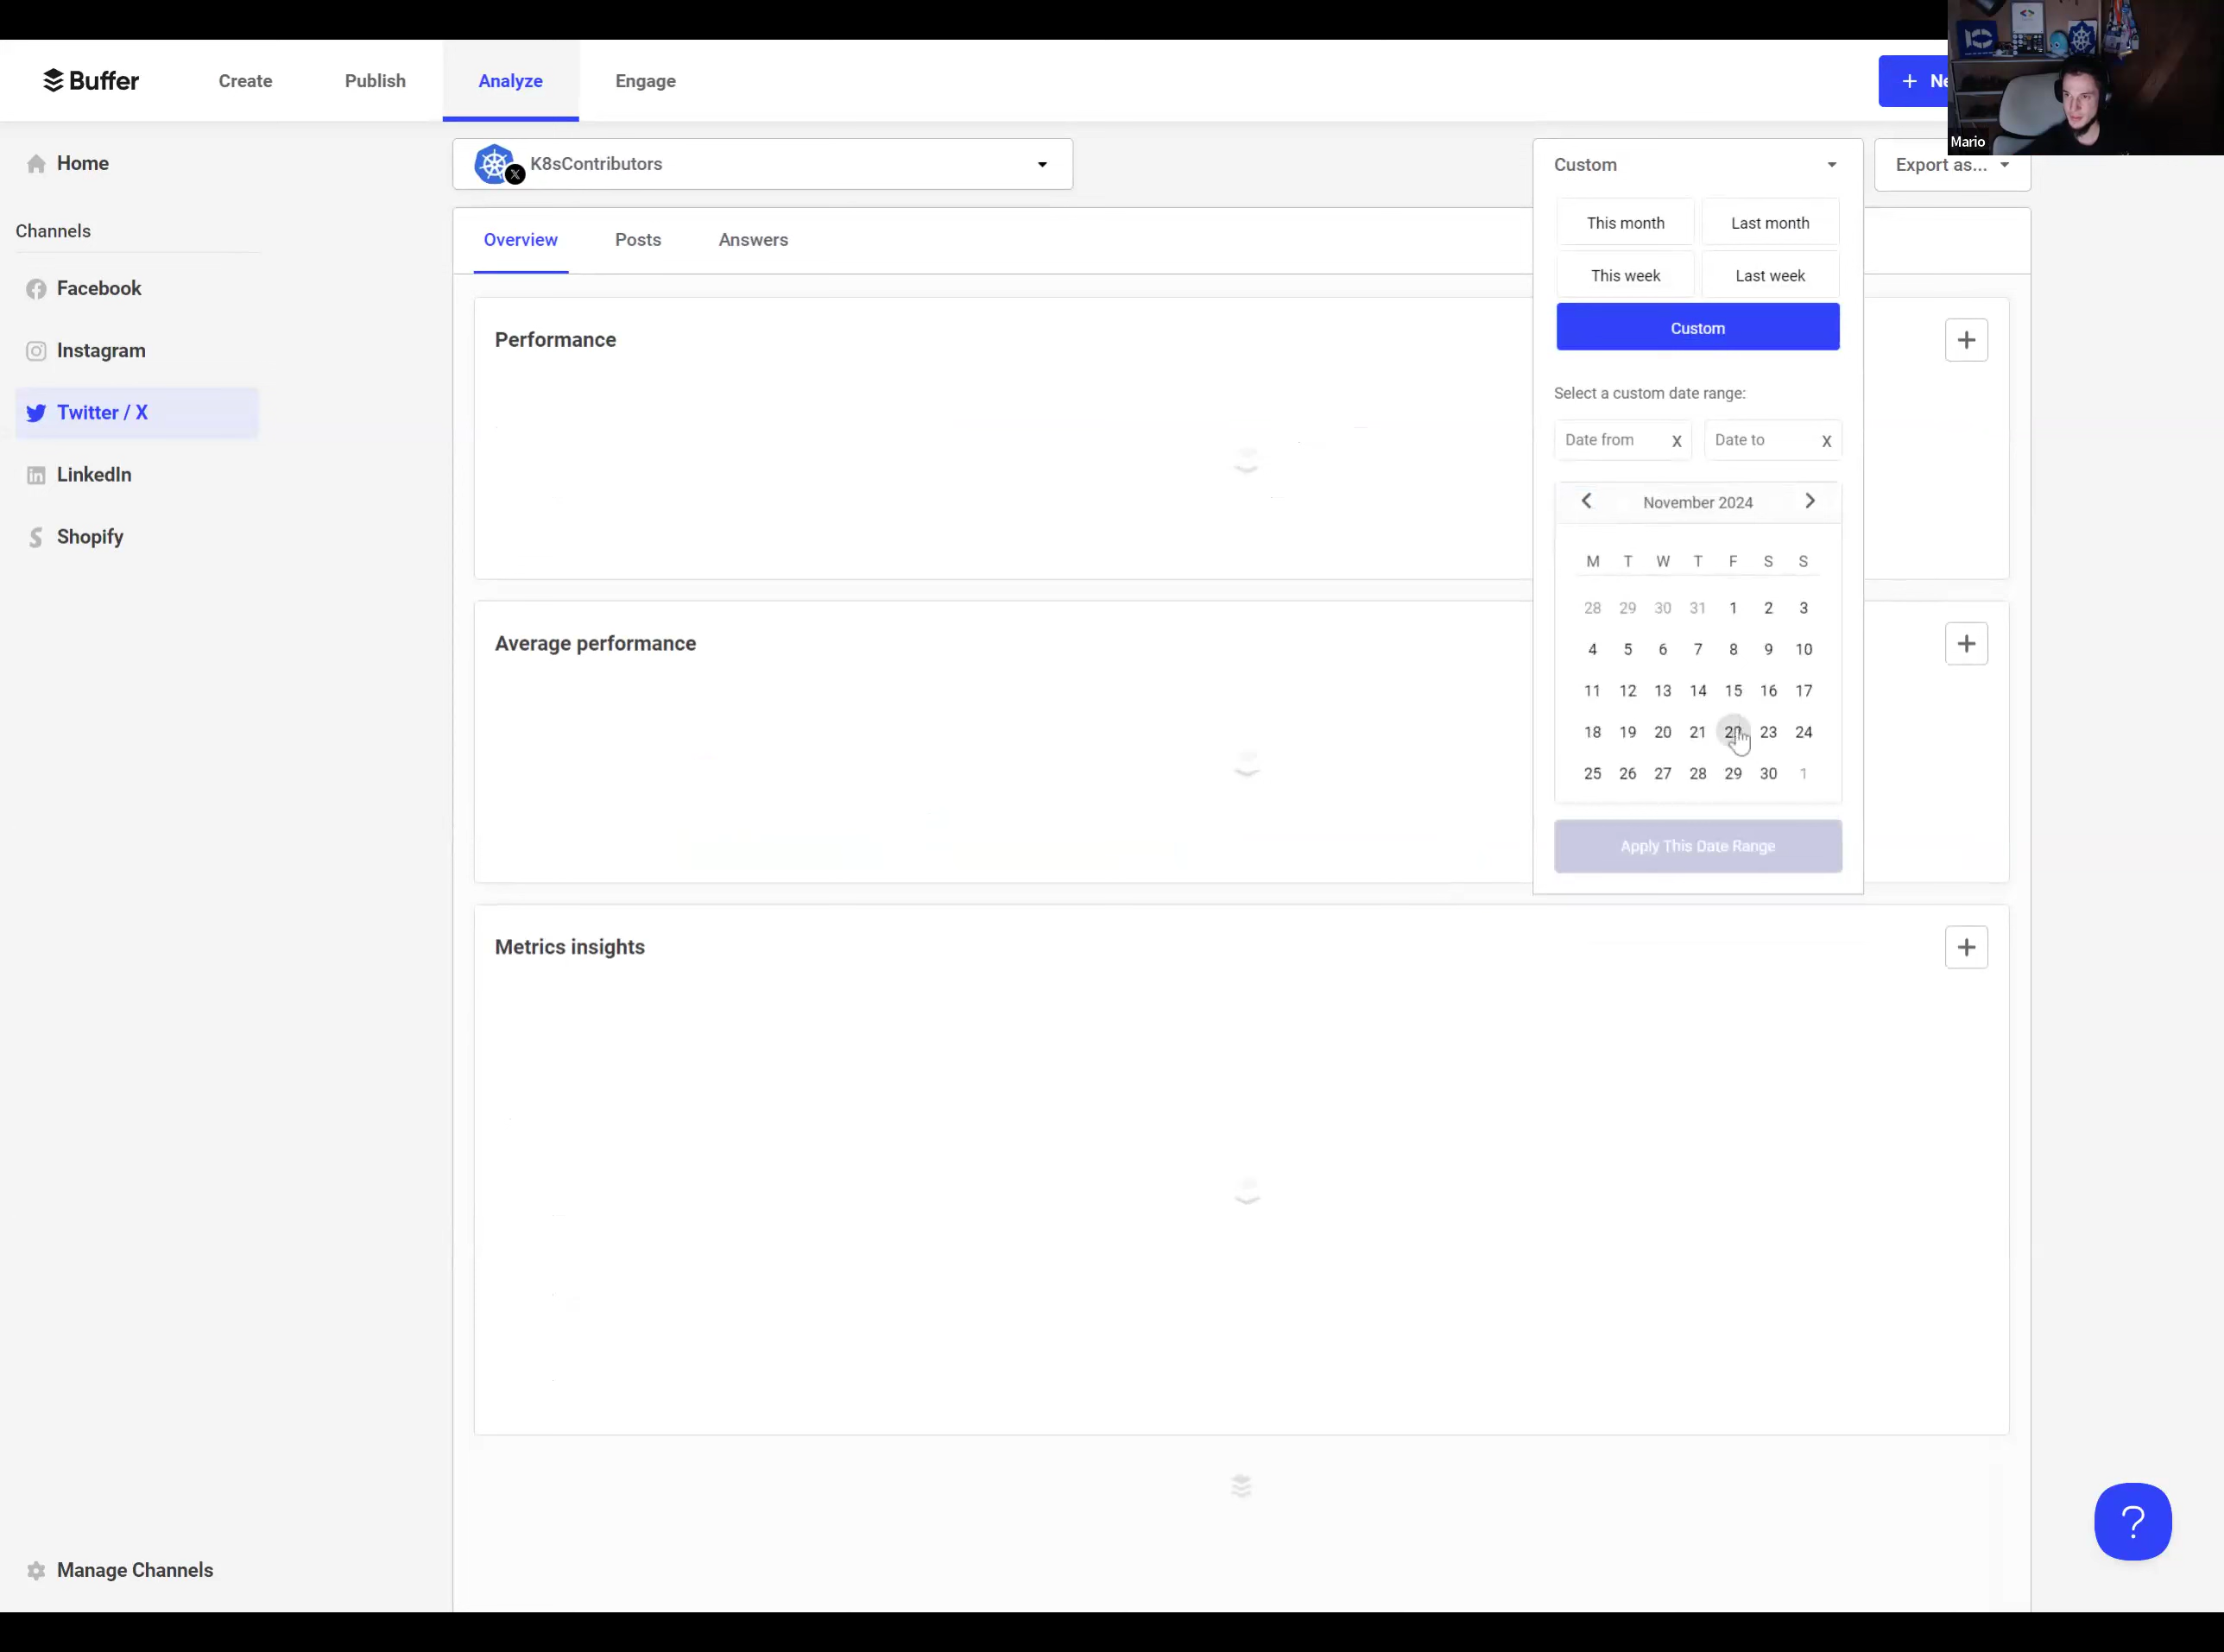 Buffer
Create
Publish
Analyze
Engage
+ Ne
Mario
Home
Channels
Facebook
Instagram
Twitter / X
LinkedIn
Shopify
Manage Channels
K8sContributors
Custom
Export as...
Overview
Posts
Answers
Performance
Average performance
Metrics insights
This month
Last month
This week
Last week
Custom
Select a custom date range:
Date from X
Date to X
November 2024
M T W T F S S
28 29 30 31 1 2 3
4 5 6 7 8 9 10
11 12 13 14 15 16 17
18 19 20 21 22 23 24
25 26 27 28 29 30 1
Apply This Date Range
?